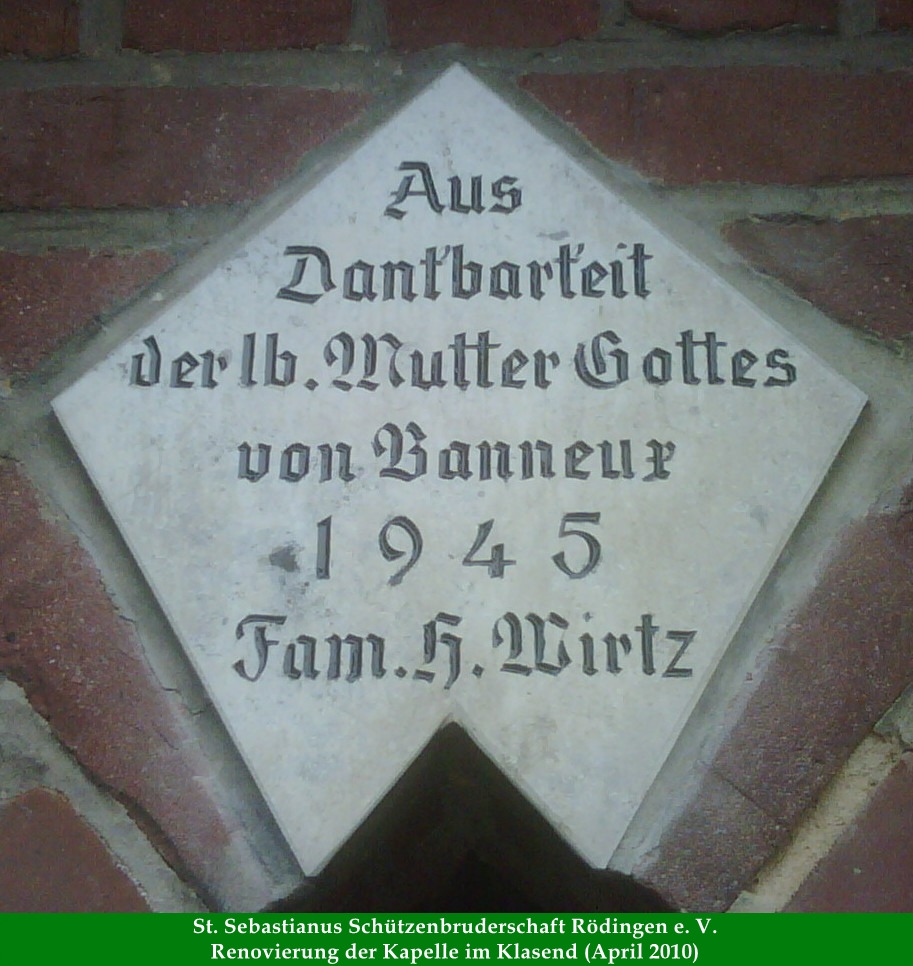 Aus
Dankbarkeit
der lb. Mutter Gottes
von Banneux
1945
Fam. H. Wirtz
St. Sebastianus Schützenbruderschaft Rödingen e. V.
Renovierung der Kapelle im Klasend (April 2010)